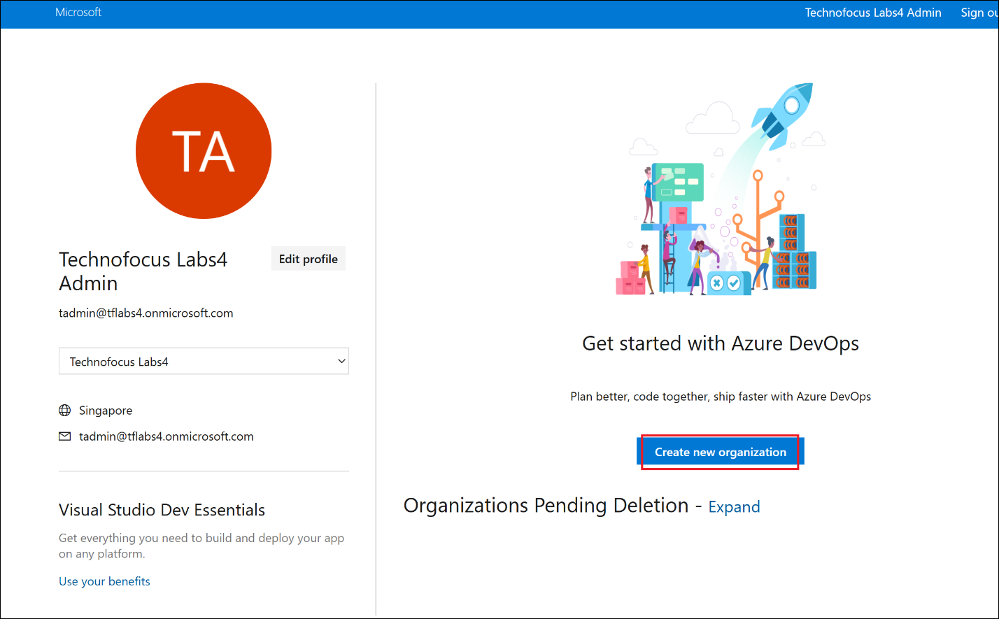 Microsoft
Technofocus Labs4 Admin
Sign ou
TA
Technofocus Labs4
Admin
Edit profile
tadmin@tflabs4.onmicrosoft.com
Technofocus Labs4
Singapore
tadmin@tflabs4.onmicrosoft.com
Visual Studio Dev Essentials
Get everything you need to build and deploy your app
on any platform.
Use your benefits
Get started with Azure DevOps
Plan better, code together, ship faster with Azure DevOps
Create new organization
Organizations Pending Deletion - Expand